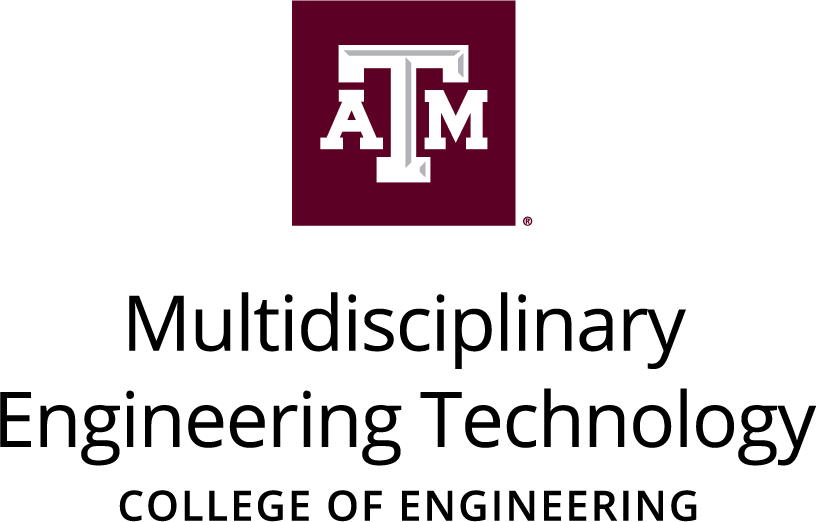 ATM
®
Multidisciplinary
Engineering Technology
COLLEGE OF ENGINEERING